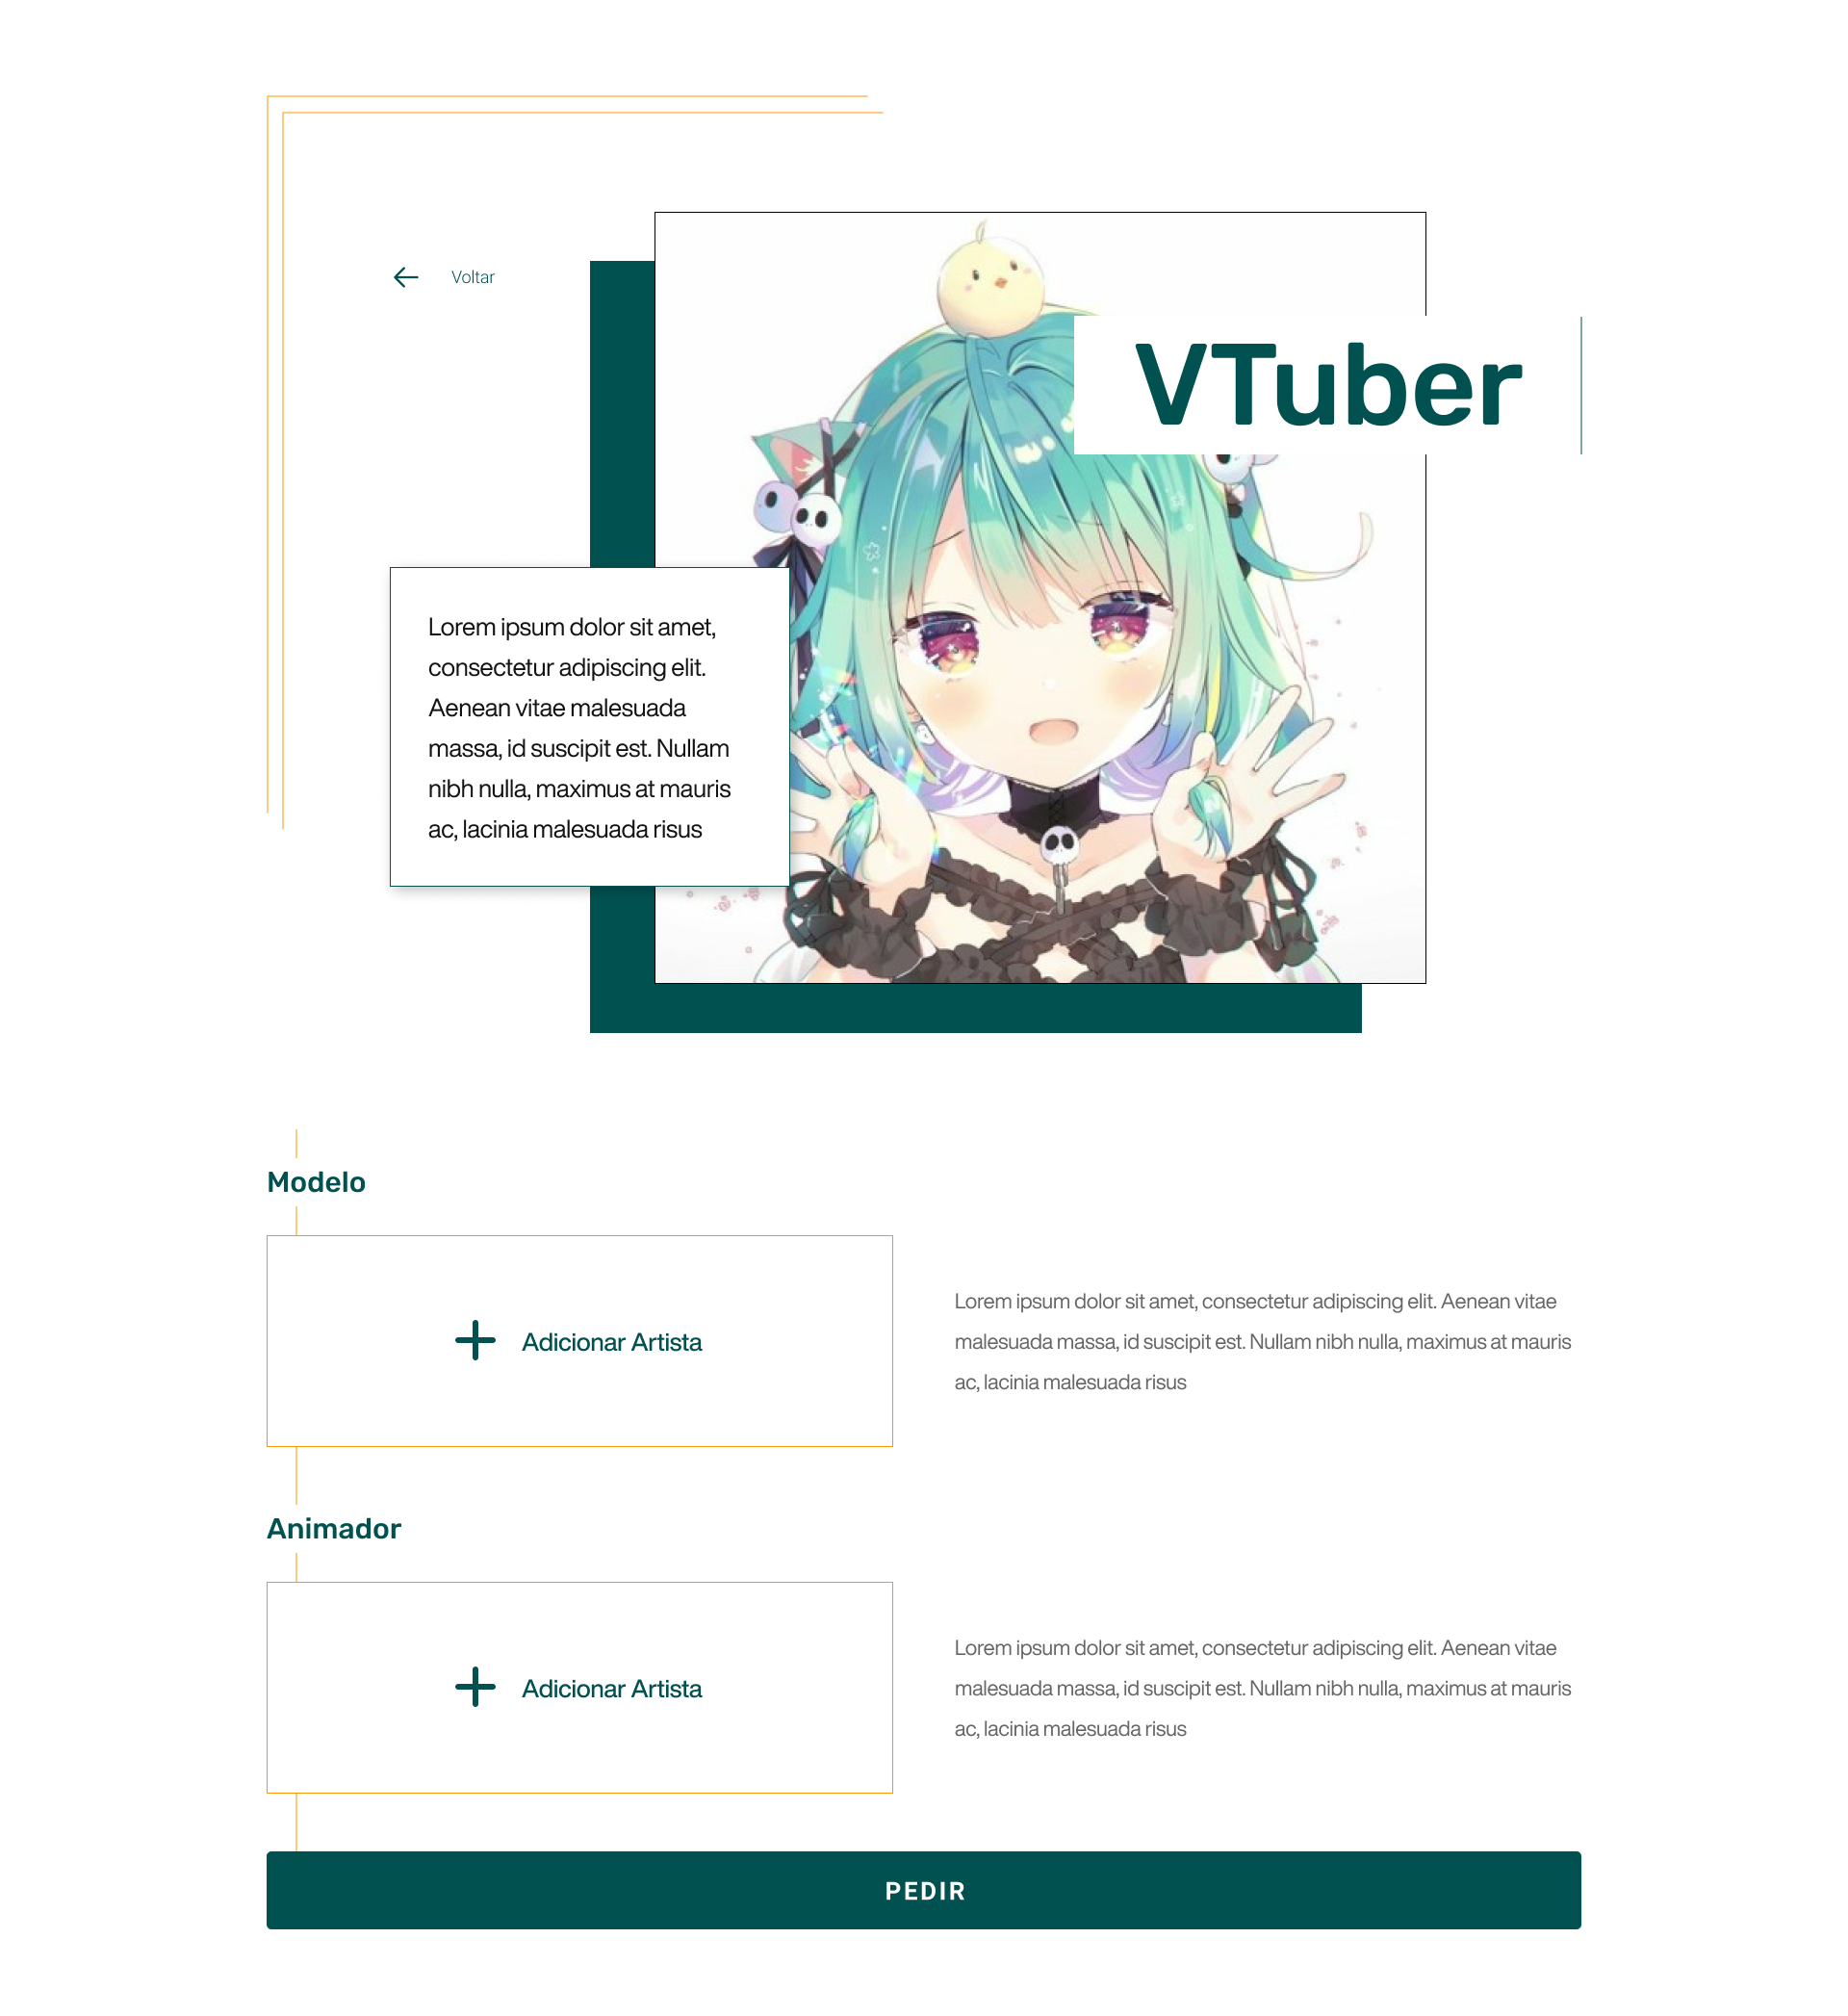 Voltar
VTuber
Lorem ipsum dolor sit amet,
consectetur adipiscing elit.
Aenean vitae malesuada
massa, id suscipit est. Nullam
nibh nulla, maximus at mauris
ac, lacinia malesuada risus
Modelo
Adicionar Artista
Lorem ipsum dolor sit amet, consectetur adipiscing elit. Aenean vitae
malesuada massa, id suscipit est. Nullam nibh nulla, maximus at mauris
ac, lacinia malesuada risus
Animador
Adicionar Artista
Lorem ipsum dolor sit amet, consectetur adipiscing elit. Aenean vitae
malesuada massa, id suscipit est. Nullam nibh nulla, maximus at mauris
ac, lacinia malesuada risus
PEDIR